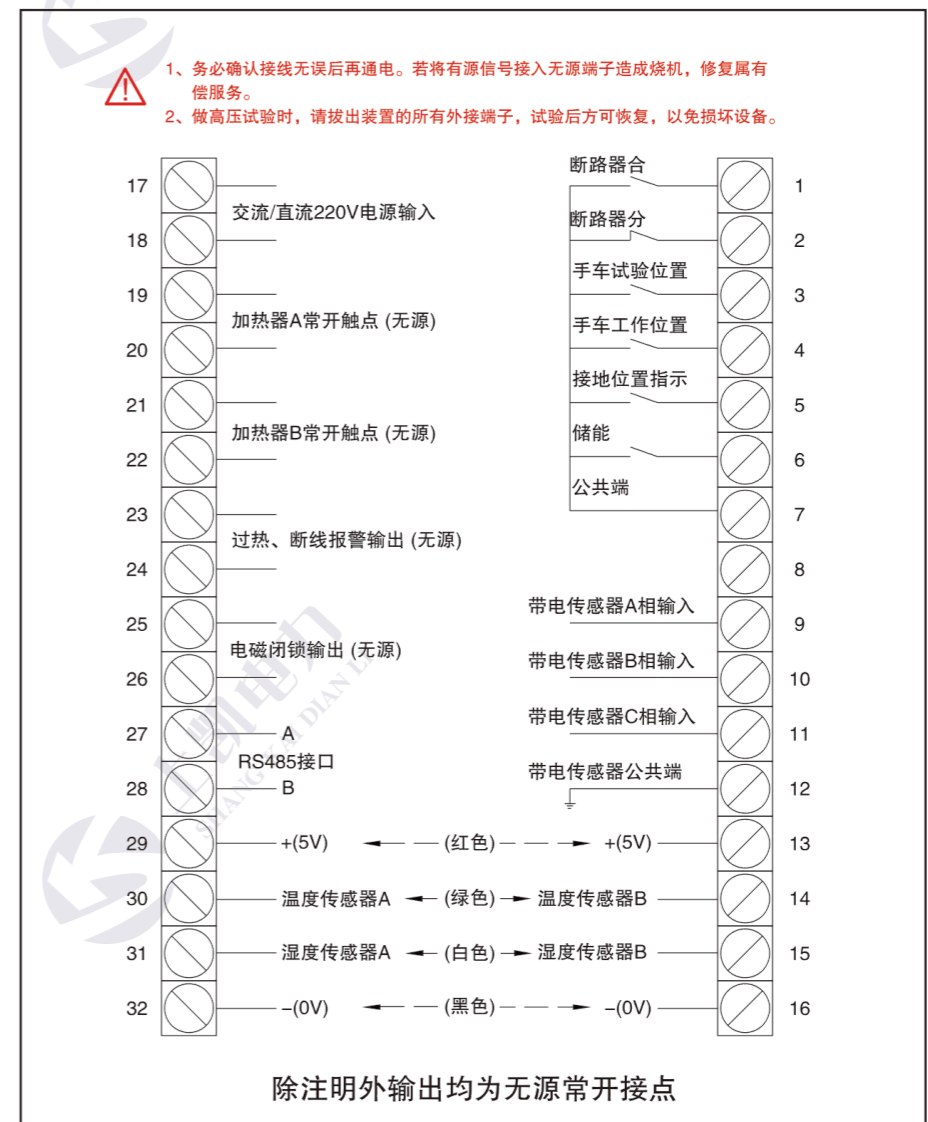 1、务必确认接线无误后再通电。若将有源信号接入无源端子造成烧机，修复属有
偿服务。
2、做高压试验时，请拔出装置的所有外接端子，试验后方可恢复，以免损坏设备。
17
交流/直流220V电源输入
18
19
加热器A常开触点 (无源)
20
21
加热器B常开触点 (无源)
22
23
过热、断线报警输出 (无源)
24
25
电磁闭锁输出 (无源)
26
27 A
RS485接口
28 B
断路器合
1
断路器分
2
手车试验位置
3
手车工作位置
4
接地位置指示
5
储能
6
公共端
7
8
带电传感器A相输入
9
带电传感器B相输入
10
带电传感器C相输入
11
带电传感器公共端
12
29 +(5V) (红色) +(5V) 13
30 温度传感器A (绿色) 温度传感器B 14
31 湿度传感器A (白色) 湿度传感器B 15
32 −(0V) (黑色) −(0V) 16
除注明外输出均为无源常开接点
上凯电力
SHANG KAI DIAN LI